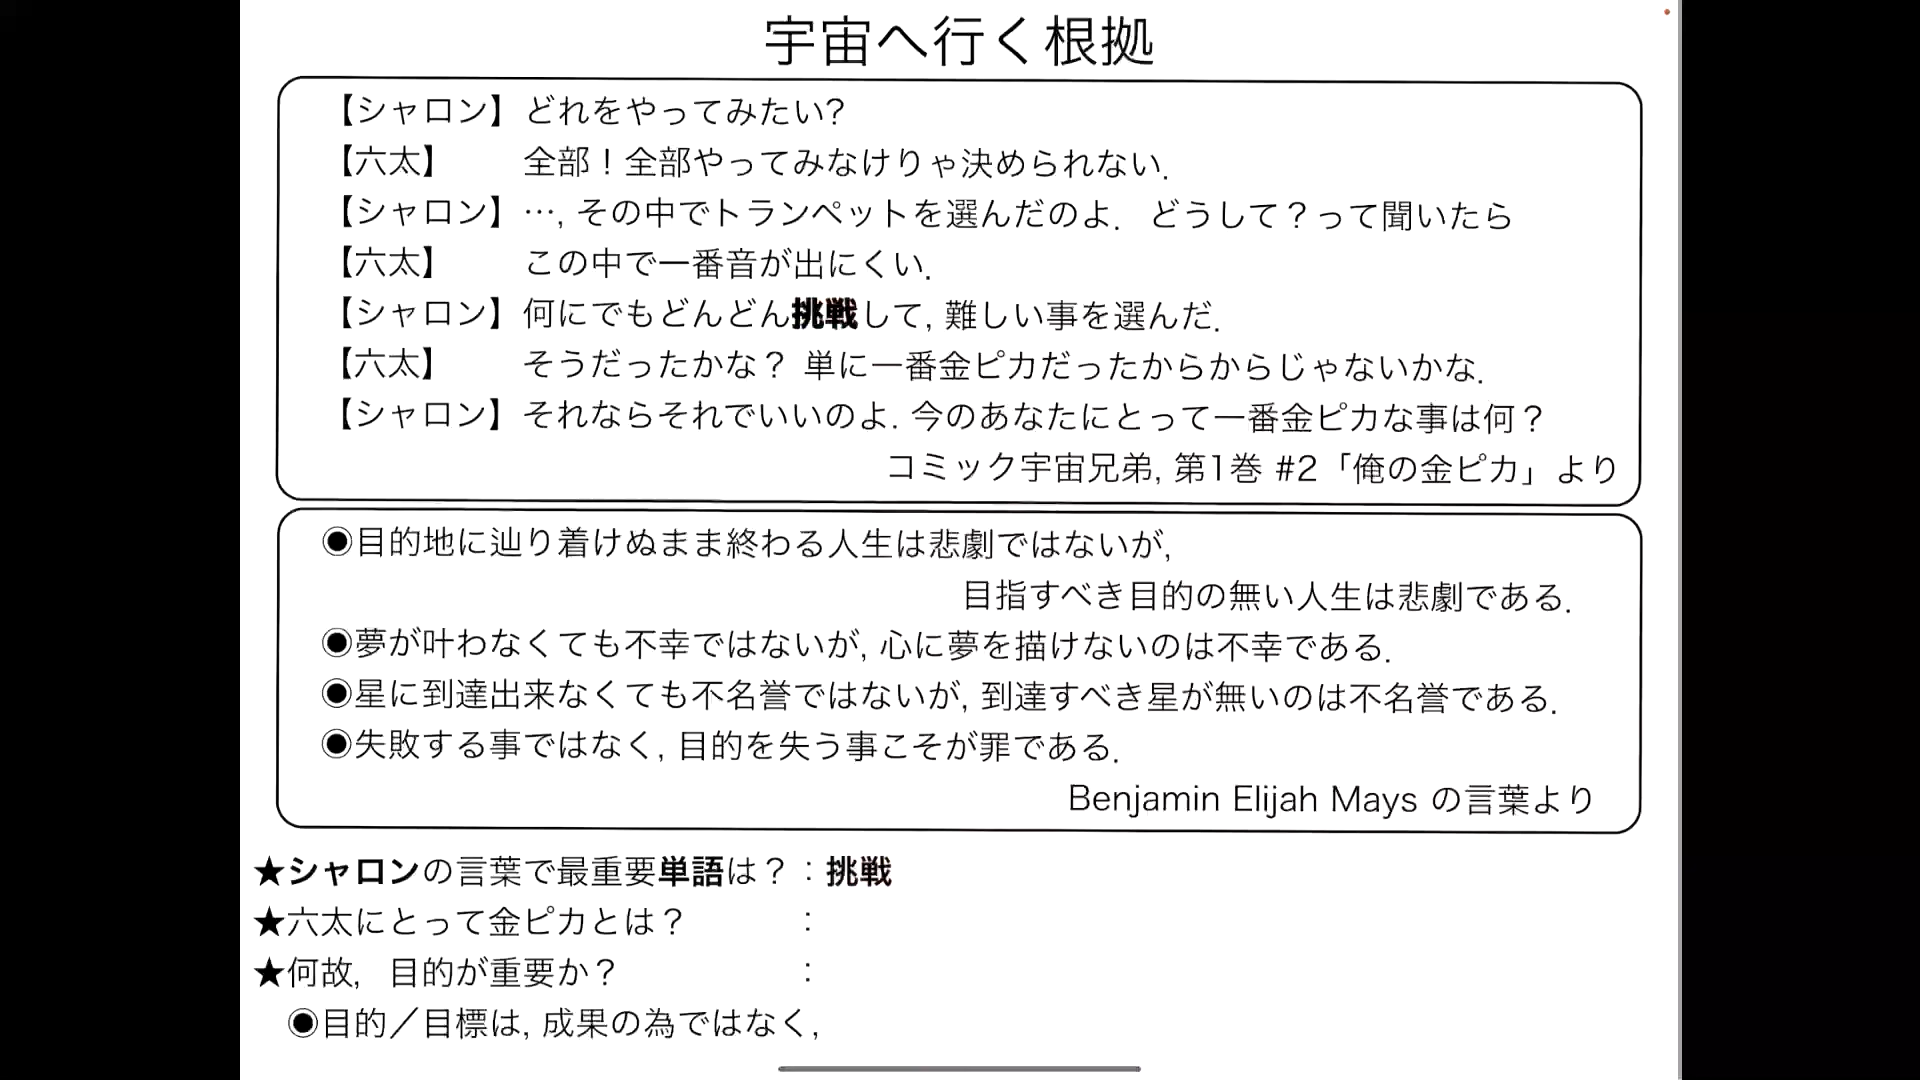 宇宙へ行く根拠
【シャロン】どれをやってみたい?
【六太】 全部！全部やってみなけりゃ決められない.
【シャロン】…, その中でトランペットを選んだのよ. どうして？って聞いたら
【六太】 この中で一番音が出にくい.
【シャロン】何にでもどんどん挑戦して, 難しい事を選んだ.
【六太】 そうだったかな？ 単に一番金ピカだったからからじゃないかな.
【シャロン】それならそれでいいのよ. 今のあなたにとって一番金ピカな事は何？
コミック宇宙兄弟, 第1巻 #2「俺の金ピカ」より
◉目的地に辿り着けぬまま終わる人生は悲劇ではないが,
目指すべき目的の無い人生は悲劇である.
◉夢が叶わなくても不幸ではないが, 心に夢を描けないのは不幸である.
◉星に到達出来なくても不名誉ではないが, 到達すべき星が無いのは不名誉である.
◉失敗する事ではなく, 目的を失う事こそが罪である.
Benjamin Elijah Mays の言葉より
★シャロンの言葉で最重要単語は？：挑戦
★六太にとって金ピカとは？ ：
★何故, 目的が重要か？ ：
◉目的／目標は, 成果の為ではなく,